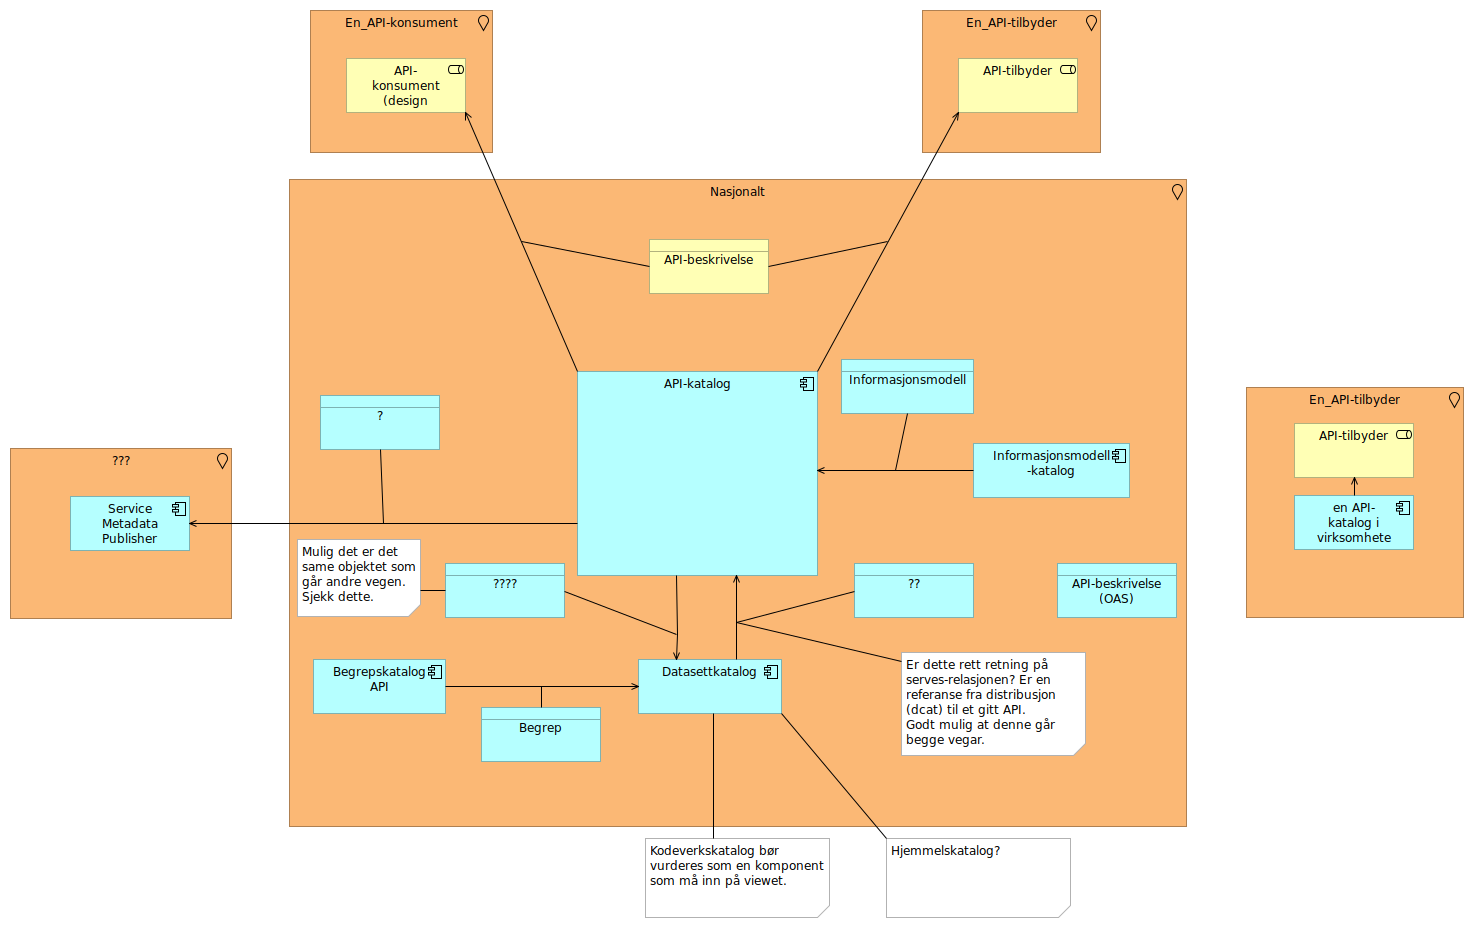 En_API-konsument
API-
konsument
(design
En_API-tilbyder
API-tilbyder
Nasjonalt
API-beskrivelse
API-katalog
Informasjonsmodell
?
Informasjonsmodell
-katalog
En_API-tilbyder
API-tilbyder
en API-
katalog i
virksomhete
???
Service
Metadata
Publisher
Mulig det er det
same objektet som
går andre vegen.
Sjekk dette.
????
??
API-beskrivelse
(OAS)
Begrepskatalog
API
Datasettkatalog
Begrep
Er dette rett retning på
serves-relasjonen? Er en
referanse fra distribusjon
(dcat) til et gitt API.
Godt mulig at denne går
begge vegar.
Kodeverkskatalog bør
vurderes som en komponent
som må inn på viewet.
Hjemmelskatalog?